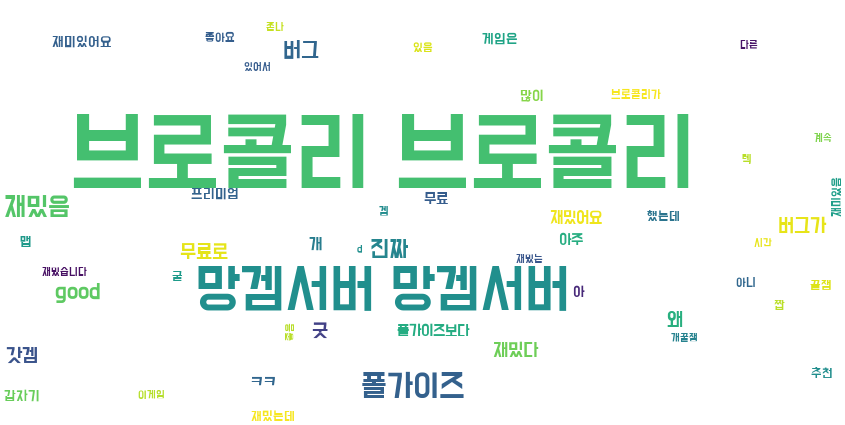 존나
재미있어요
좋아요
버그
있음
게임은
다른
있어서
많이
브로콜리가
브로콜리 브로콜리
계속
핵
프리미엄
무료
재밌음
겜
재밌어요
했는데
재미있음
버그가
맵
무료로
개
d
진짜
아주
시간
재밌는
재밌습니다
굳
망겜서버 망겜서버
good
아
아니
꿀잼
짭
왜
굿
폴가이즈보다
개꿀잼
갓겜
재밌다
폴가이즈
추천
ㅋㅋ
갑자기
이게임
재밌는데